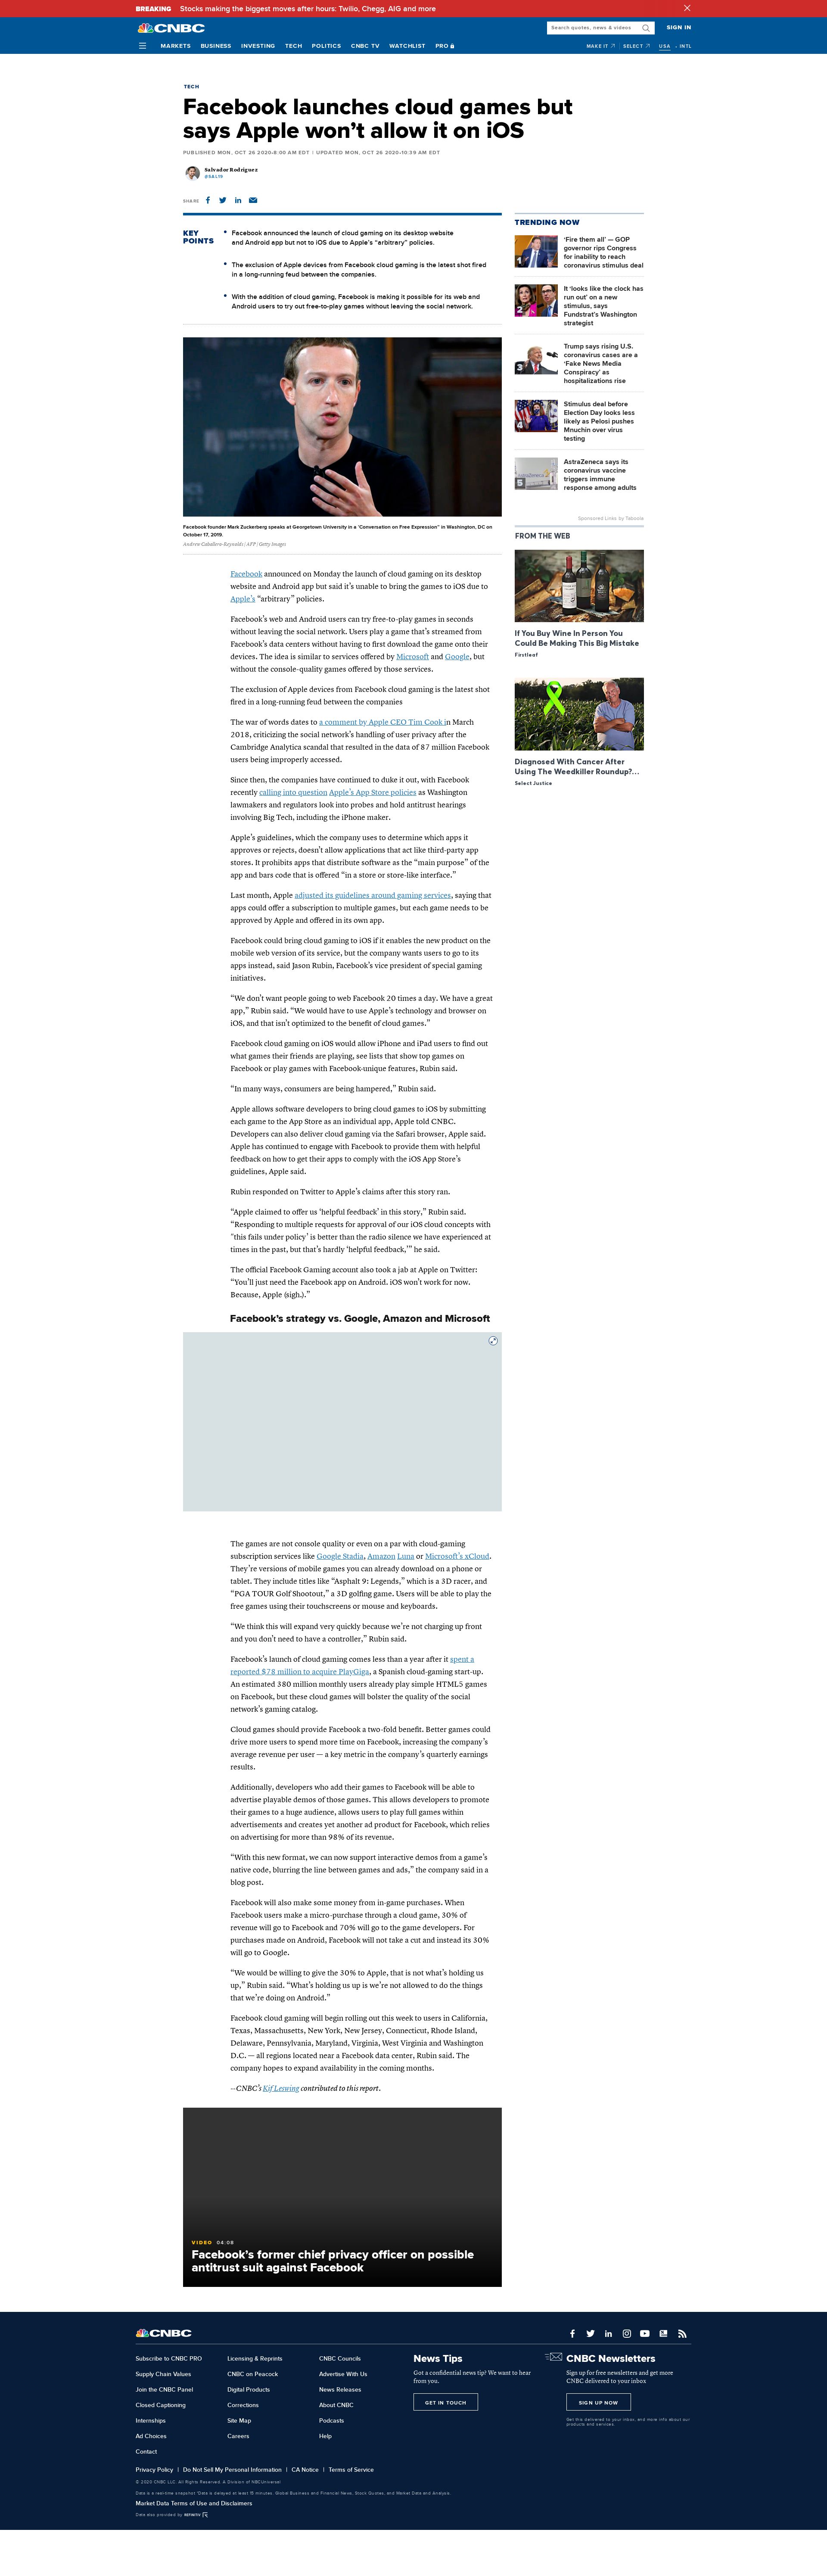 BREAKING Stocks making the biggest moves after hours: Twilio, Chegg, AIG and more
CNBC
Search quotes, news & videos
SIGN IN
MARKETS BUSINESS INVESTING TECH POLITICS CNBC TV WATCHLIST PRO
MAKE IT SELECT USA • INTL
TECH
Facebook launches cloud games but
says Apple won’t allow it on iOS
PUBLISHED MON, OCT 26 2020•8:00 AM EDT | UPDATED MON, OCT 26 2020•10:39 AM EDT
Salvador Rodriguez
@SAL19
SHARE
KEY
POINTS
Facebook announced the launch of cloud gaming on its desktop website
and Android app but not to iOS due to Apple’s “arbitrary” policies.
The exclusion of Apple devices from Facebook cloud gaming is the latest shot fired
in a long-running feud between the companies.
With the addition of cloud gaming, Facebook is making it possible for its web and
Android users to try out free-to-play games without leaving the social network.
Facebook founder Mark Zuckerberg speaks at Georgetown University in a 'Conversation on Free Expression" in Washington, DC on
October 17, 2019.
Andrew Caballero-Reynolds | AFP | Getty Images
Facebook announced on Monday the launch of cloud gaming on its desktop
website and Android app but said it’s unable to bring the games to iOS due to
Apple’s “arbitrary” policies.
Facebook’s web and Android users can try free-to-play games in seconds
without leaving the social network. Users play a game that’s streamed from
Facebook’s data centers without having to first download the game onto their
devices. The idea is similar to services offered by Microsoft and Google, but
without the console-quality games offered by those services.
The exclusion of Apple devices from Facebook cloud gaming is the latest shot
fired in a long-running feud between the companies
The war of words dates to a comment by Apple CEO Tim Cook in March
2018, criticizing the social network’s handling of user privacy after the
Cambridge Analytica scandal that resulted in the data of 87 million Facebook
users being improperly accessed.
Since then, the companies have continued to duke it out, with Facebook
recently calling into question Apple’s App Store policies as Washington
lawmakers and regulators look into probes and hold antitrust hearings
involving Big Tech, including the iPhone maker.
Apple’s guidelines, which the company uses to determine which apps it
approves or rejects, doesn’t allow applications that act like third-party app
stores. It prohibits apps that distribute software as the “main purpose” of the
app and bars code that is offered “in a store or store-like interface.”
Last month, Apple adjusted its guidelines around gaming services, saying that
apps could offer a subscription to multiple games, but each game needs to be
approved by Apple and offered in its own app.
Facebook could bring cloud gaming to iOS if it enables the new product on the
mobile web version of its service, but the company wants users to go to its
apps instead, said Jason Rubin, Facebook’s vice president of special gaming
initiatives.
“We don’t want people going to web Facebook 20 times a day. We have a great
app,” Rubin said. “We would have to use Apple’s technology and browser on
iOS, and that isn’t optimized to the benefit of cloud games.”
Facebook cloud gaming on iOS would allow iPhone and iPad users to find out
what games their friends are playing, see lists that show top games on
Facebook or play games with Facebook-unique features, Rubin said.
“In many ways, consumers are being hampered,” Rubin said.
Apple allows software developers to bring cloud games to iOS by submitting
each game to the App Store as an individual app, Apple told CNBC.
Developers can also deliver cloud gaming via the Safari browser, Apple said.
Apple has continued to engage with Facebook to provide them with helpful
feedback on how to get their apps to comply with the iOS App Store’s
guidelines, Apple said.
Rubin responded on Twitter to Apple’s claims after this story ran.
“Apple claimed to offer us ‘helpful feedback’ in this story,” Rubin said.
“Responding to multiple requests for approval of our iOS cloud concepts with
"this fails under policy’ is better than the radio silence we have experienced at
times in the past, but that’s hardly ‘helpful feedback,’” he said.
The official Facebook Gaming account also took a jab at Apple on Twitter:
“You’ll just need the Facebook app on Android. iOS won’t work for now.
Because, Apple (sigh.).”
Facebook’s strategy vs. Google, Amazon and Microsoft
The games are not console quality or even on a par with cloud-gaming
subscription services like Google Stadia, Amazon Luna or Microsoft’s xCloud.
They’re versions of mobile games you can already download on a phone or
tablet. They include titles like “Asphalt 9: Legends,” which is a 3D racer, and
“PGA TOUR Golf Shootout,” a 3D golfing game. Users will be able to play the
free games using their touchscreens or mouse and keyboards.
“We think this will expand very quickly because we’re not charging up front
and you don’t need to have a controller,” Rubin said.
Facebook’s launch of cloud gaming comes less than a year after it spent a
reported $78 million to acquire PlayGiga, a Spanish cloud-gaming start-up.
An estimated 380 million monthly users already play simple HTML5 games
on Facebook, but these cloud games will bolster the quality of the social
network’s gaming catalog.
Cloud games should provide Facebook a two-fold benefit. Better games could
drive more users to spend more time on Facebook, increasing the company’s
average revenue per user — a key metric in the company’s quarterly earnings
results.
Additionally, developers who add their games to Facebook will be able to
advertise playable demos of those games. This allows developers to promote
their games to a huge audience, allows users to play full games within
advertisements and creates yet another ad product for Facebook, which relies
on advertising for more than 98% of its revenue.
“With this new format, we can now support interactive demos from a game’s
native code, blurring the line between games and ads,” the company said in a
blog post.
Facebook will also make some money from in-game purchases. When
Facebook users make a micro-purchase through a cloud game, 30% of
revenue will go to Facebook and 70% will go to the game developers. For
purchases made on Android, Facebook will not take a cut and instead its 30%
will go to Google.
“We would be willing to give the 30% to Apple, that is not what’s holding us
up,” Rubin said. “What’s holding us up is we’re not allowed to do the things
that we’re doing on Android.”
Facebook cloud gaming will begin rolling out this week to users in California,
Texas, Massachusetts, New York, New Jersey, Connecticut, Rhode Island,
Delaware, Pennsylvania, Maryland, Virginia, West Virginia and Washington
D.C. — all regions located near a Facebook data center, Rubin said. The
company hopes to expand availability in the coming months.
--CNBC’s Kif Leswing contributed to this report.
VIDEO 04:08
Facebook’s former chief privacy officer on possible
antitrust suit against Facebook
TRENDING NOW
1
‘Fire them all’ — GOP
governor rips Congress
for inability to reach
coronavirus stimulus deal
2
It ‘looks like the clock has
run out’ on a new
stimulus, says
Fundstrat’s Washington
strategist
3
Trump says rising U.S.
coronavirus cases are a
‘Fake News Media
Conspiracy’ as
hospitalizations rise
4
Stimulus deal before
Election Day looks less
likely as Pelosi pushes
Mnuchin over virus
testing
5
AstraZeneca says its
coronavirus vaccine
triggers immune
response among adults
Sponsored Links by Taboola
FROM THE WEB
If You Buy Wine In Person You
Could Be Making This Big Mistake
Firstleaf
Diagnosed With Cancer After
Using The Weedkiller Roundup?...
Select Justice
CNBC
Subscribe to CNBC PRO
Supply Chain Values
Join the CNBC Panel
Closed Captioning
Internships
Ad Choices
Contact
Licensing & Reprints
CNBC on Peacock
Digital Products
Corrections
Site Map
Careers
CNBC Councils
Advertise With Us
News Releases
About CNBC
Podcasts
Help
News Tips
Got a confidential news tip? We want to hear
from you.
GET IN TOUCH
CNBC Newsletters
Sign up for free newsletters and get more
CNBC delivered to your inbox
SIGN UP NOW
Get this delivered to your inbox, and more info about our
products and services.
Privacy Policy | Do Not Sell My Personal Information | CA Notice | Terms of Service
© 2020 CNBC LLC. All Rights Reserved. A Division of NBCUniversal
Data is a real-time snapshot *Data is delayed at least 15 minutes. Global Business and Financial News, Stock Quotes, and Market Data and Analysis.
Market Data Terms of Use and Disclaimers
Data also provided by REFINITIV